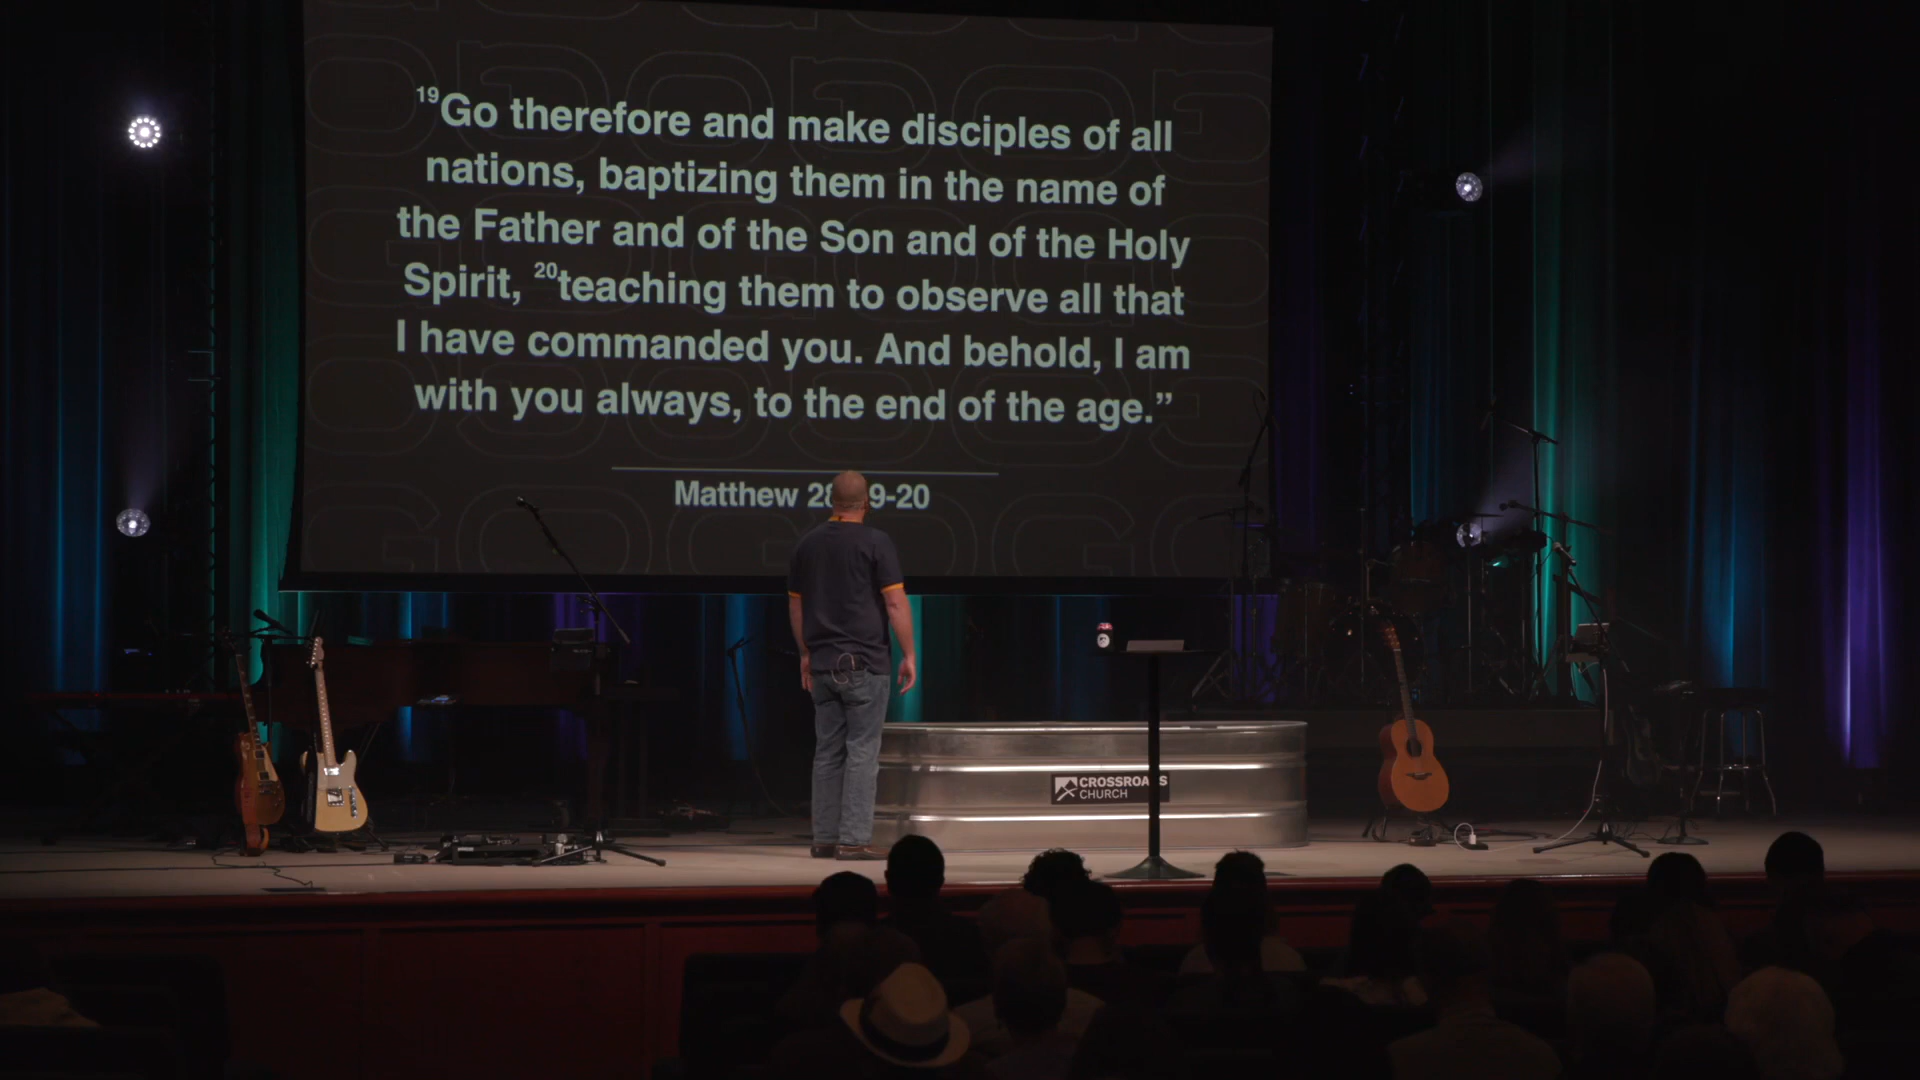 ¹⁹Go therefore and make disciples of all
nations, baptizing them in the name of
the Father and of the Son and of the Holy
Spirit, ²⁰teaching them to observe all that
I have commanded you. And behold, I am
with you always, to the end of the age.”
Matthew 28 9-20
CROSSROADS
CHURCH